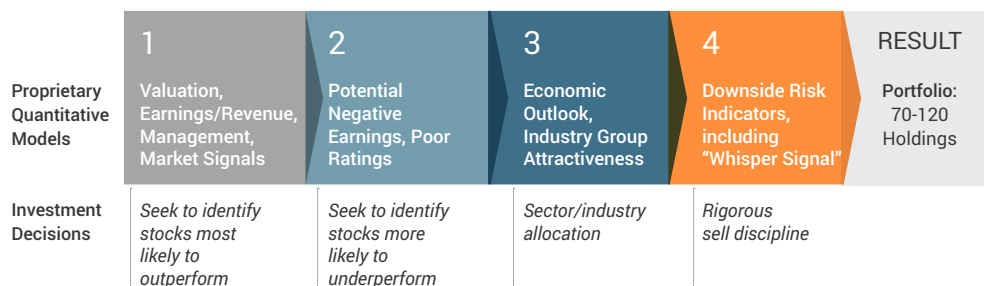 1
2
3
4
RESULT
Proprietary
Quantitative
Models
Valuation,
Earnings/Revenue,
Management,
Market Signals
Potential
Negative
Earnings, Poor
Ratings
Economic
Outlook,
Industry Group
Attractiveness
Downside Risk
Indicators,
including
“Whisper Signal”
Portfolio:
70-120
Holdings
Investment
Decisions
Seek to identify
stocks most
likely to
outperform
Seek to identify
stocks more
likely to
underperform
Sector/industry
allocation
Rigorous
sell discipline